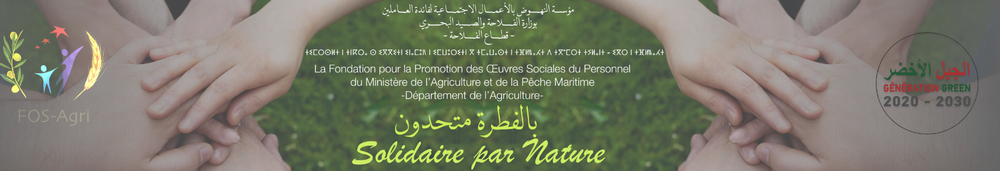 مؤسسة النهوض بالأعمال الاجتماعية لفائدة العاملين
بوزارة الفلاحة والصيد البحري
- قطاع الفلاحة -
La Fondation pour la Promotion des Œuvres Sociales du Personnel
du Ministère de l’Agriculture et de la Pêche Maritime
-Département de l’Agriculture-
بالفطرة متحدون
Solidaire par Nature
FOS-Agri
الجيل الأخضر
GÉNÉRATION GREEN
2020 - 2030